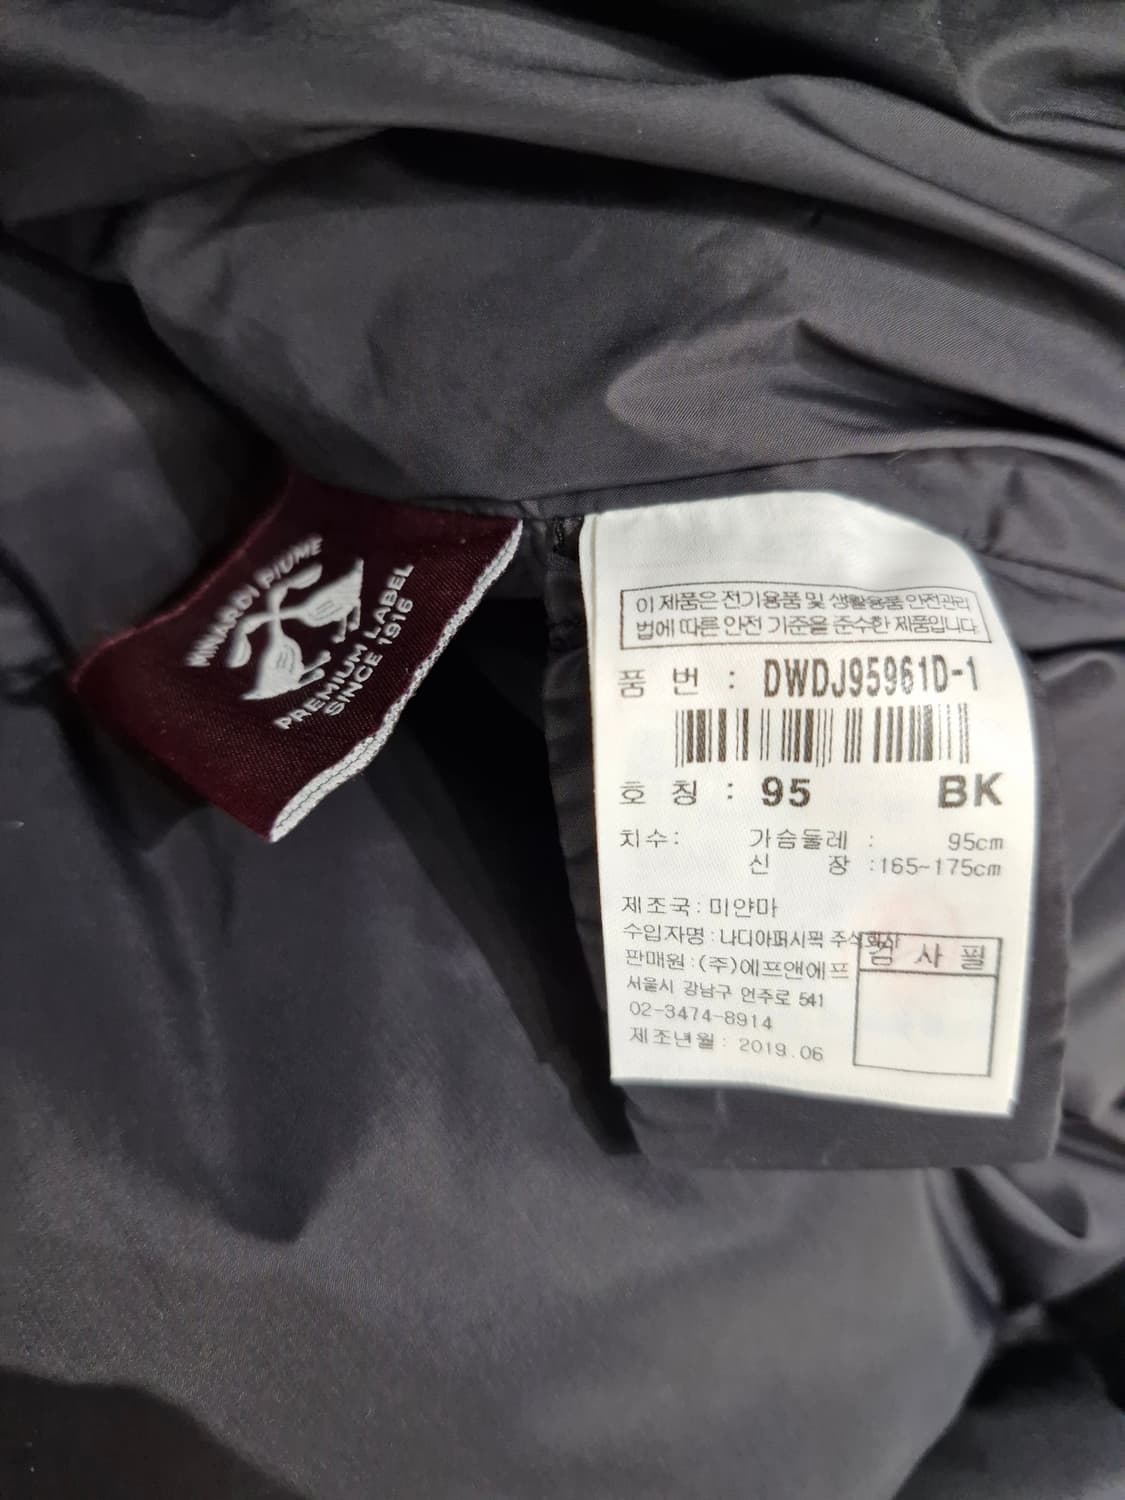 MINARDI PIUME
PREMIUM LABEL
SINCE 1916
이 제품은 전기용품 및 생활용품 안전관리
법에 따른 안전 기준을 준수한 제품입니다.
품 번 : DWDJ95961D-1
호 칭 : 95 BK
치수: 가슴둘레 : 95cm
신 장 :165~175cm
제조국: 미얀마
수입자명 : 나디아퍼시픽 주식회사
판매원 : (주)에프앤에프
서울시 강남구 언주로 541
02-3474-8914
제조년월 : 2019.06
검 사 필